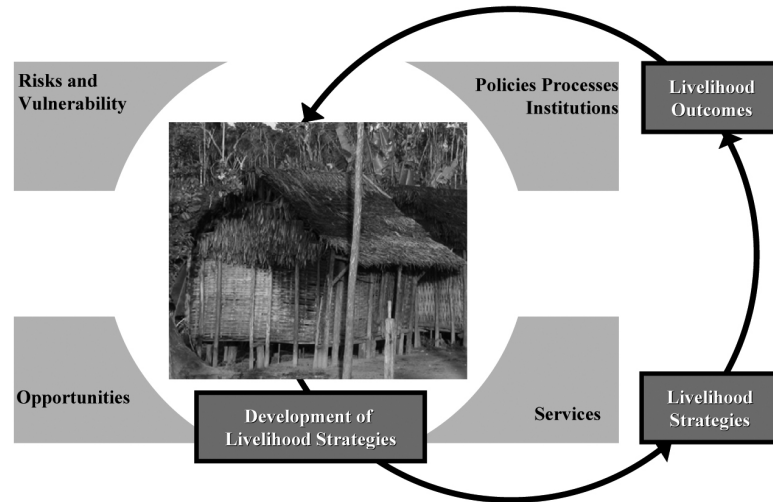 Risks and
Vulnerability
Policies Processes
Institutions
Livelihood
Outcomes
Opportunities
Development of
Livelihood Strategies
Services
Livelihood
Strategies